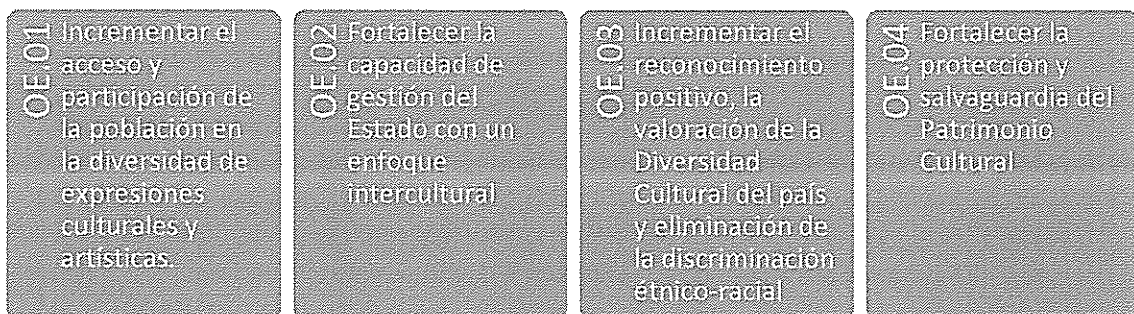 OE.01
Incrementar el
acceso y
participación de
la población en
la diversidad de
expresiones
culturales y
artísticas.
OE.02
Fortalecer la
capacidad de
gestión del
Estado con un
enfoque
intercultural
OE.03
Incrementar el
reconocimiento
positivo, la
valoración de la
Diversidad
Cultural del país
y eliminación de
la discriminación
étnico-racial
OE.04
Fortalecer la
protección y
salvaguardia del
Patrimonio
Cultural